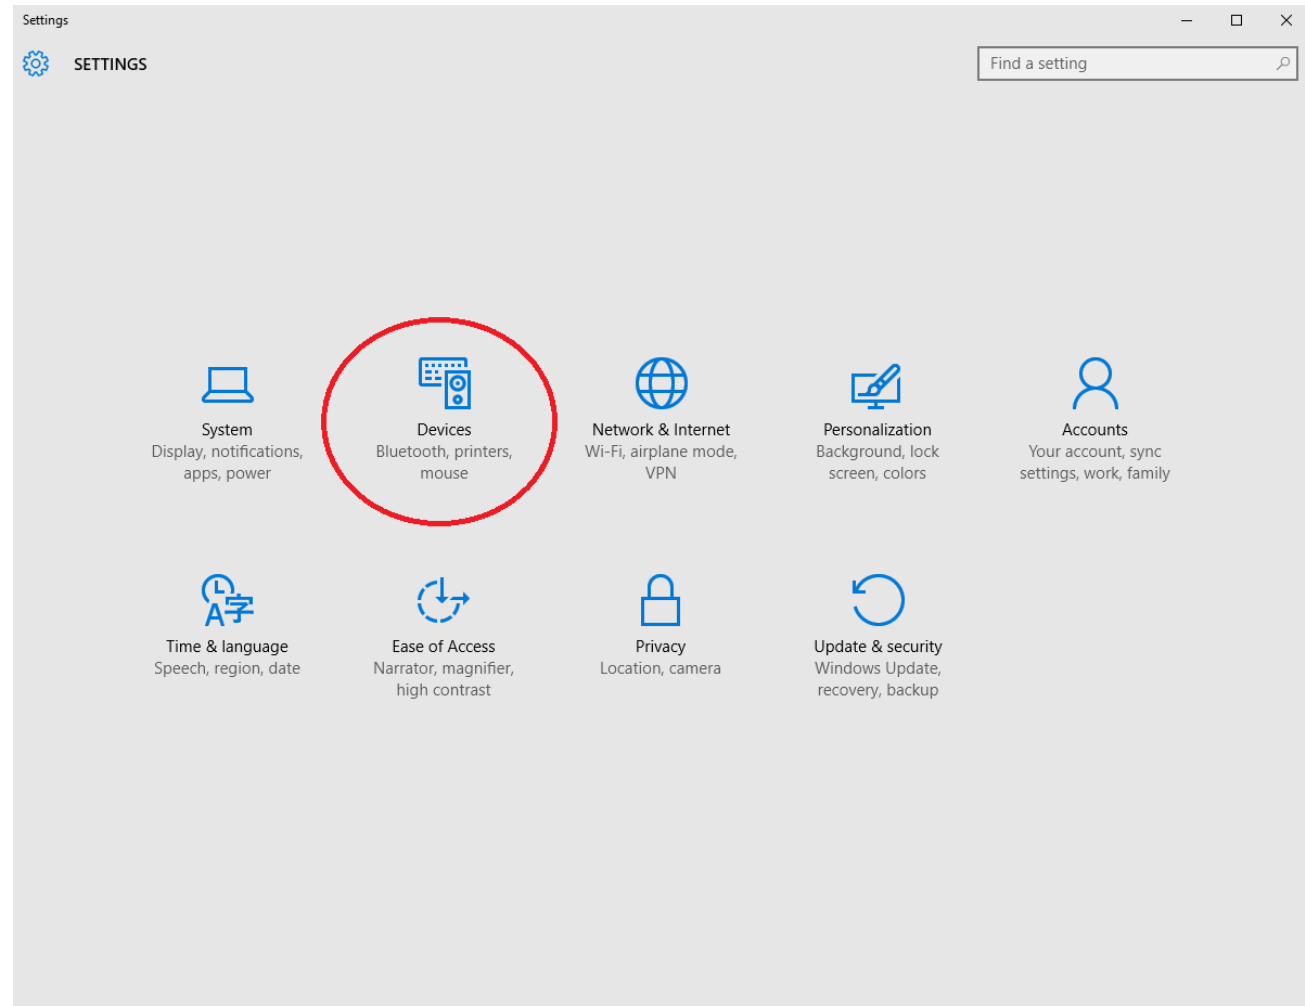 Settings
SETTINGS
Find a setting
System
Display, notifications,
apps, power
Devices
Bluetooth, printers,
mouse
Network & Internet
Wi-Fi, airplane mode,
VPN
Personalization
Background, lock
screen, colors
Accounts
Your account, sync
settings, work, family
A字
Time & language
Speech, region, date
Ease of Access
Narrator, magnifier,
high contrast
Privacy
Location, camera
Update & security
Windows Update,
recovery, backup